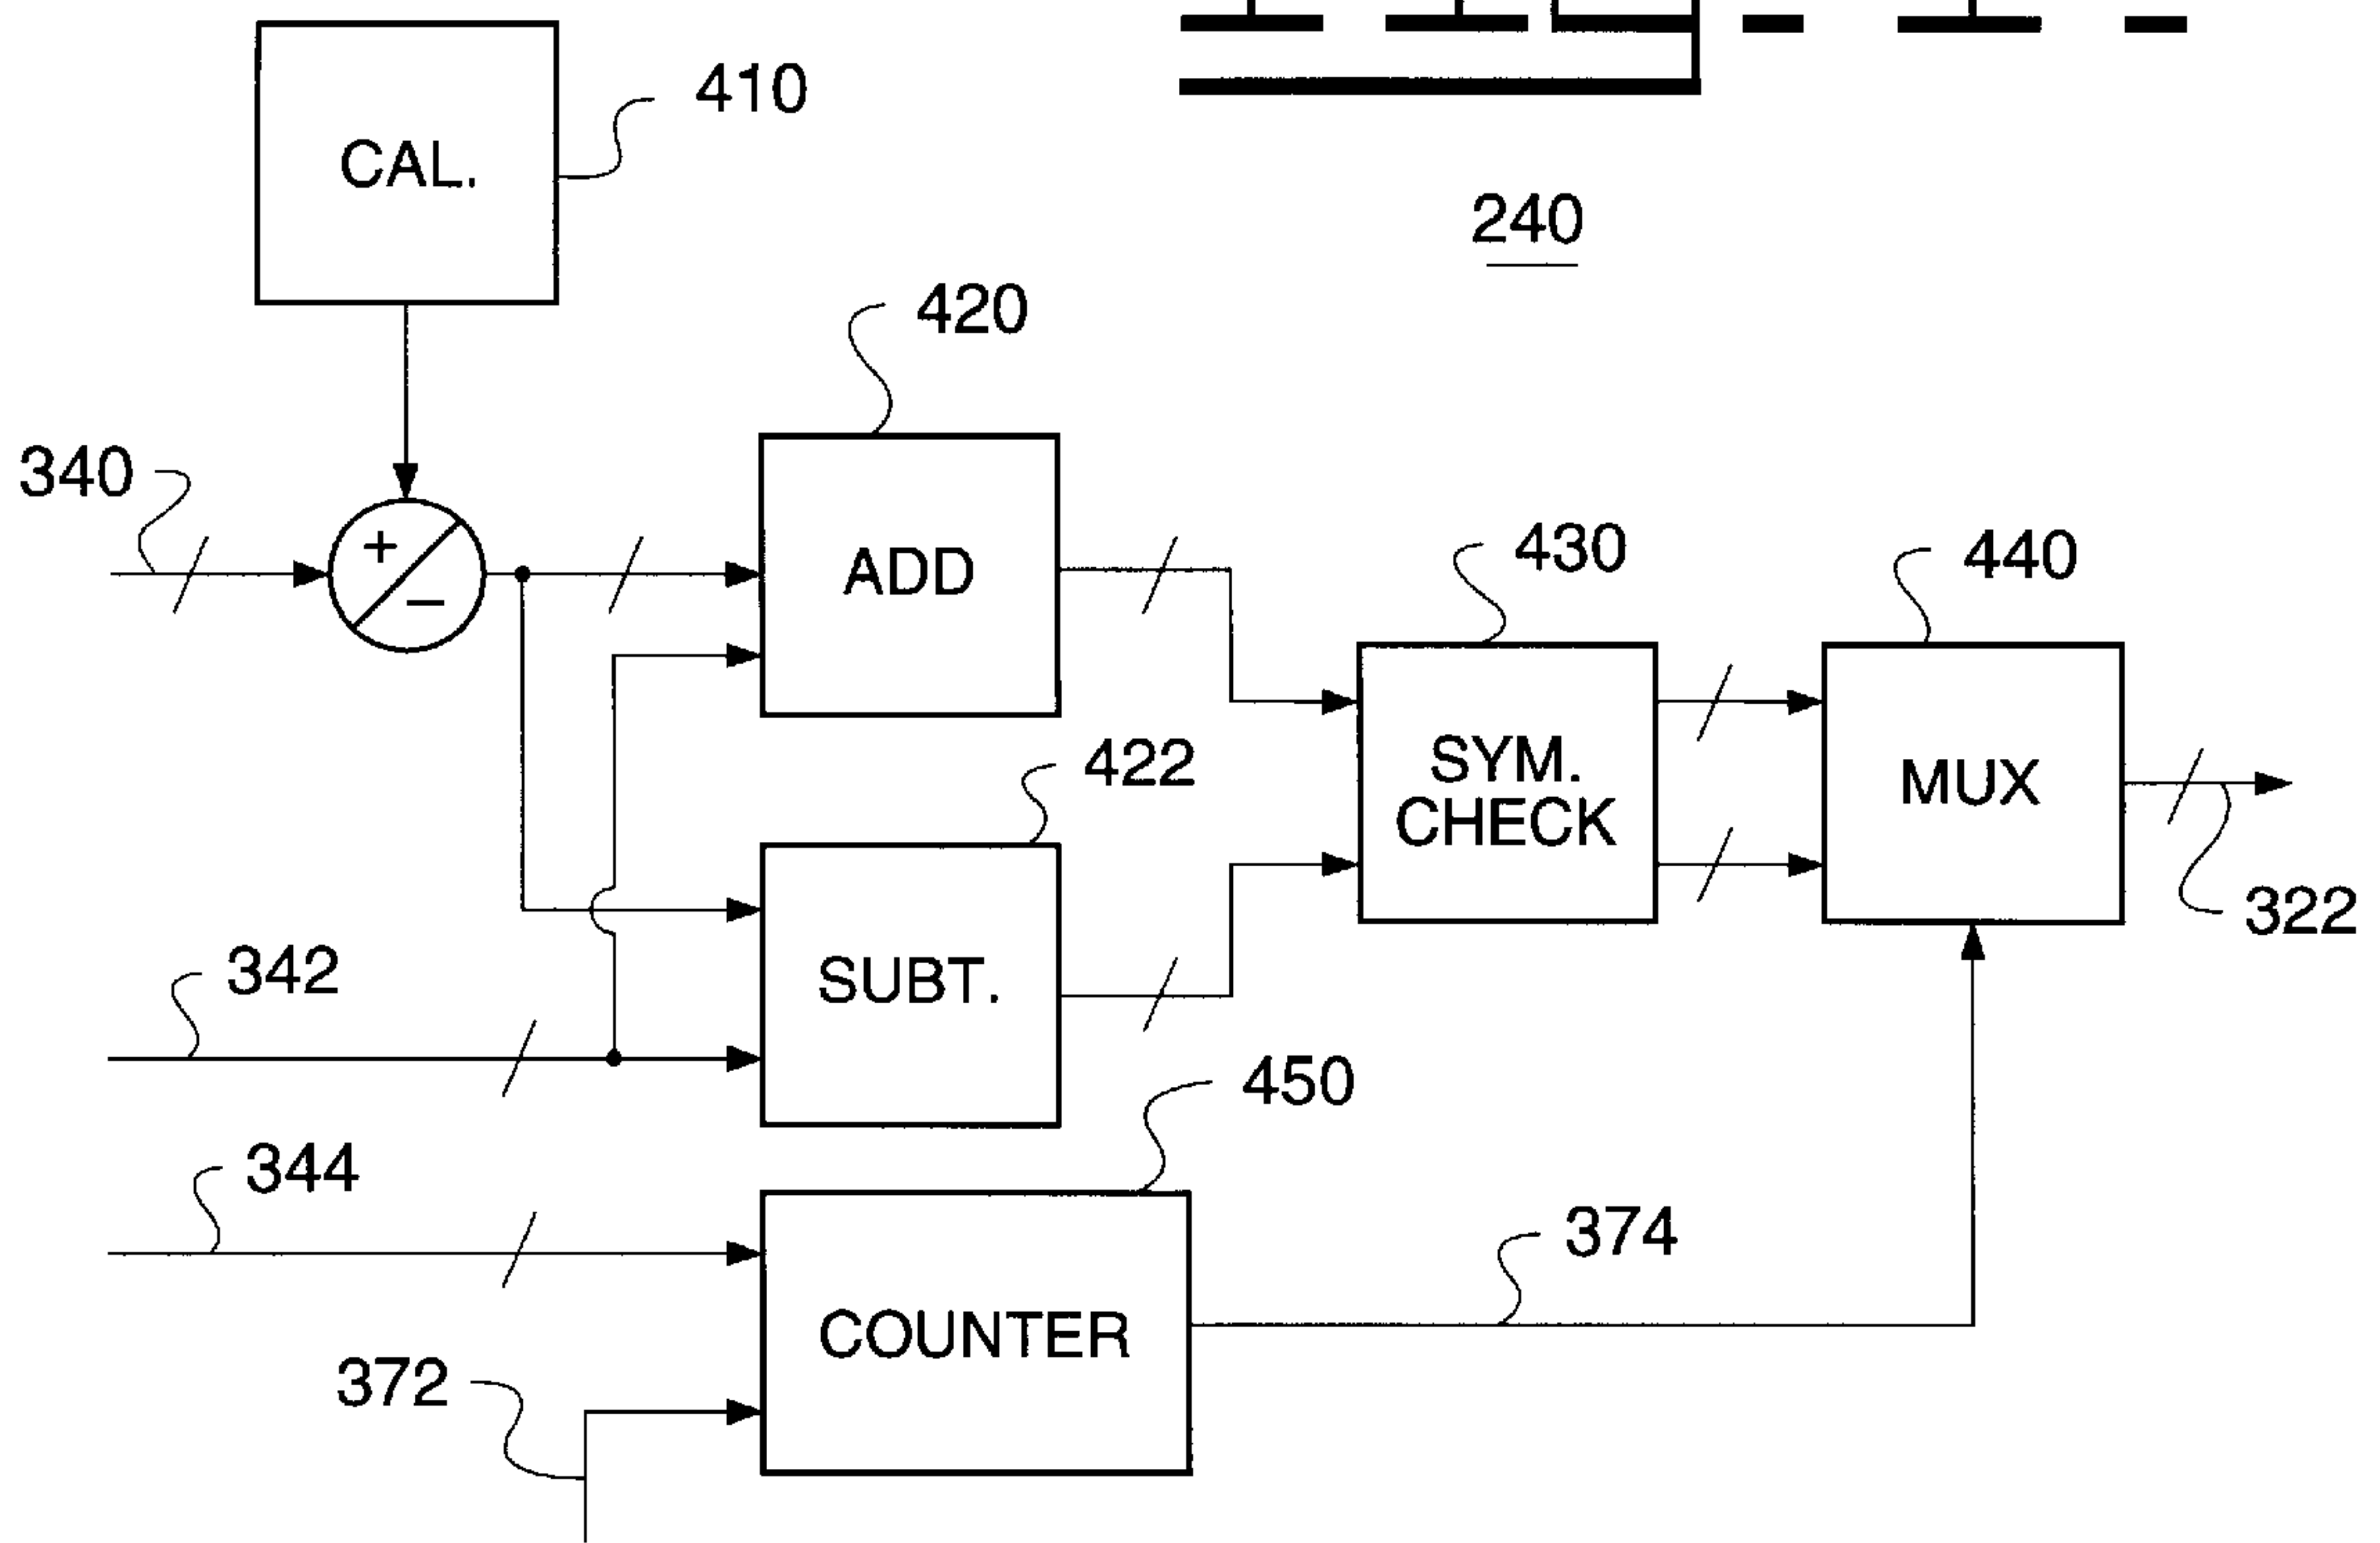 410
CAL.
240
420
340
+
−
ADD
430
440
422
SYM.
CHECK
MUX
322
342
SUBT.
450
344
374
COUNTER
372